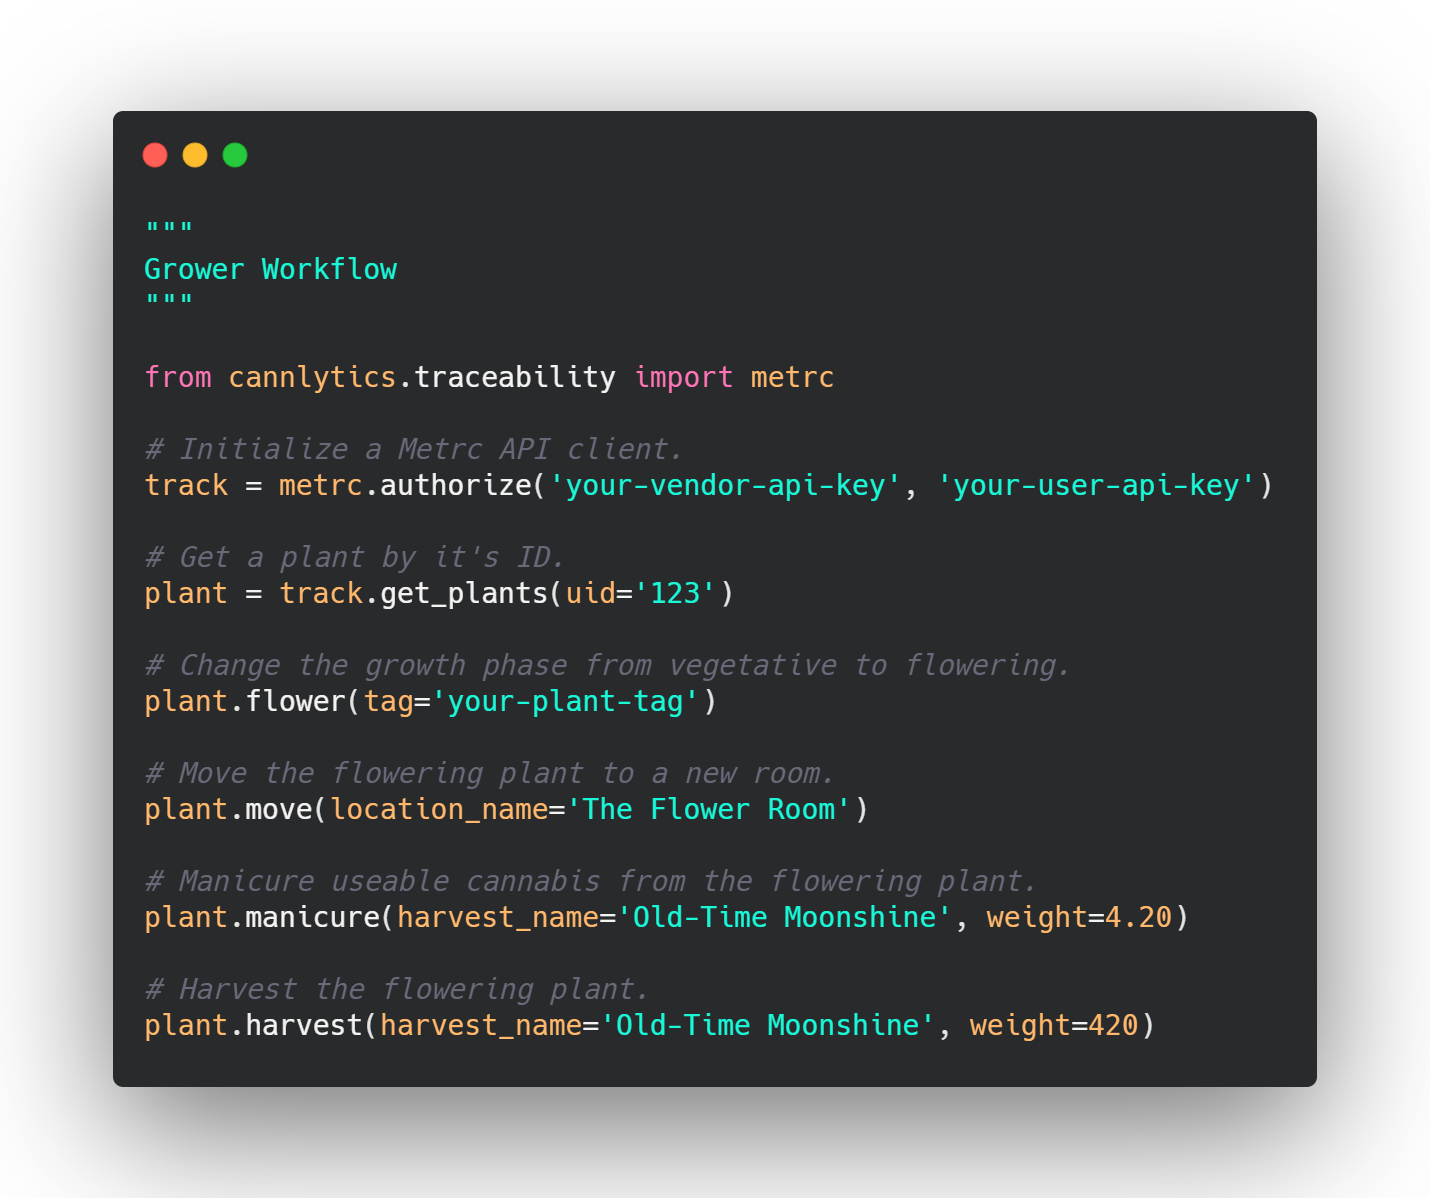 """
Grower Workflow
"""
from cannlytics.traceability import metrc
# Initialize a Metrc API client.
track = metrc.authorize('your-vendor-api-key', 'your-user-api-key')
# Get a plant by it's ID.
plant = track.get_plants(uid='123')
# Change the growth phase from vegetative to flowering.
plant.flower(tag='your-plant-tag')
# Move the flowering plant to a new room.
plant.move(location_name='The Flower Room')
# Manicure useable cannabis from the flowering plant.
plant.manicure(harvest_name='Old-Time Moonshine', weight=4.20)
# Harvest the flowering plant.
plant.harvest(harvest_name='Old-Time Moonshine', weight=420)